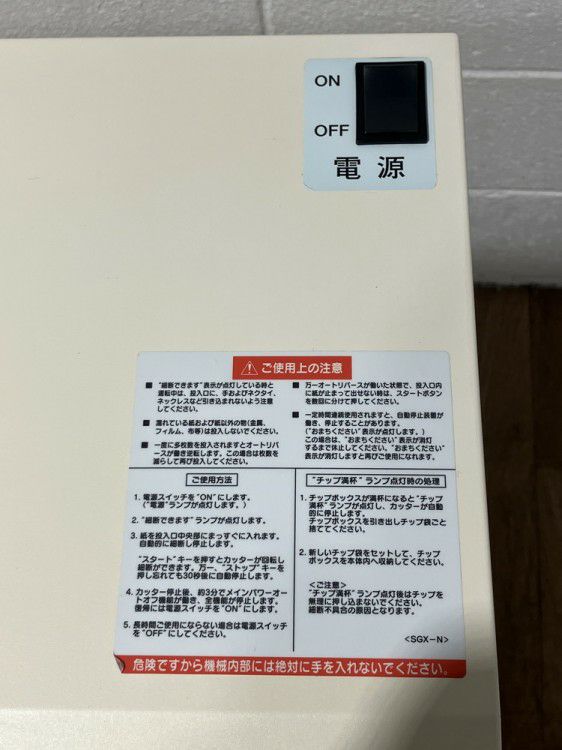 ON
OFF
電源
ご使用上の注意
■ "細断できます"表示が点灯している時と
運転中は、投入口に、手およびネクタイ、
ネックレスなど引き込まれないよう注意
してください。
■ 濡れている紙および紙以外の物(金属、
フィルム、布等)は投入しないでください。
■ 一度に多枚数を投入されますとオートリバ
ースが働き逆転します。この場合は枚数を
減らして再び投入してください。
■ 万一オートリバースが働いた状態で、投入口内
に紙が止まって出せない時は、スタートボタン
を数回に分けて押してください。
■ 一定時間連続使用されますと、自動停止装置が
働き、停止することがあります。
("おまちください"表示が点灯します。)
この場合は、"おまちください"表示が消灯
するまで休止してください。"おまちください"
表示が消灯しますと再びご使用になれます。
ご使用方法
1. 電源スイッチを"ON"にします。
("電源"ランプが点灯します。)
2. "細断できます"ランプが点灯します。
3. 紙を投入口中央部にまっすぐに入れます。
自動的に細断し停止します。
"スタート"キーを押すとカッターが回転し
細断ができます。万一、"ストップ"キーを
押し忘れても30秒後に自動停止します。
4. カッター停止後、約3分でメインパワーオー
トオフ機能が働き、全機能が停止します。
復帰には電源スイッチを"ON"にします。
5. 長時間ご使用にならない場合は電源スイッチ
を"OFF"にしてください。
"チップ満杯"ランプ点灯時の処理
1. チップボックスが満杯になると"チップ
満杯"ランプが点灯し、カッターが自動
的に停止します。
チップボックスを引き出しチップ袋ごと
捨ててください。
2. 新しいチップ袋をセットして、チップ
ボックスを本体内へ収納してください。
<ご注意>
"チップ満杯"ランプ点灯後はチップを
無理に押し込まないでください。
細断不具合の原因となります。
<SGX-N>
危険ですから機械内部には絶対に手を入れないでください。